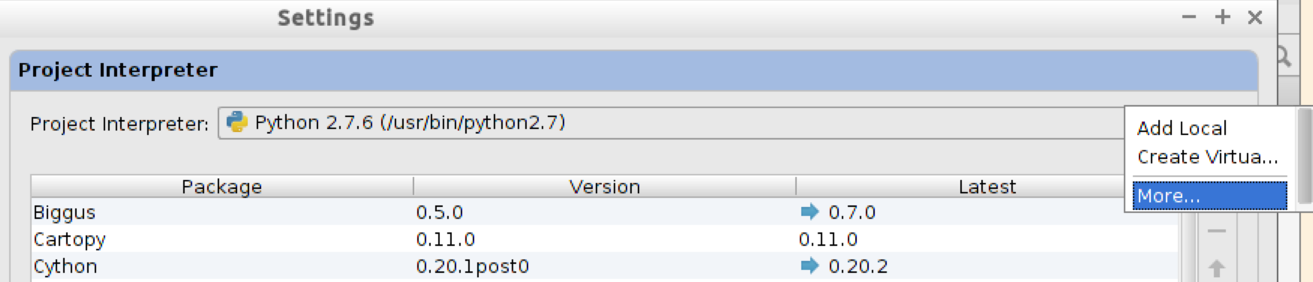 Settings
Project Interpreter
Project Interpreter: Python 2.7.6 (/usr/bin/python2.7)
Add Local
Create Virtua...
More...
Package Version Latest
Biggus 0.5.0 0.7.0
Cartopy 0.11.0 0.11.0
Cython 0.20.1post0 0.20.2